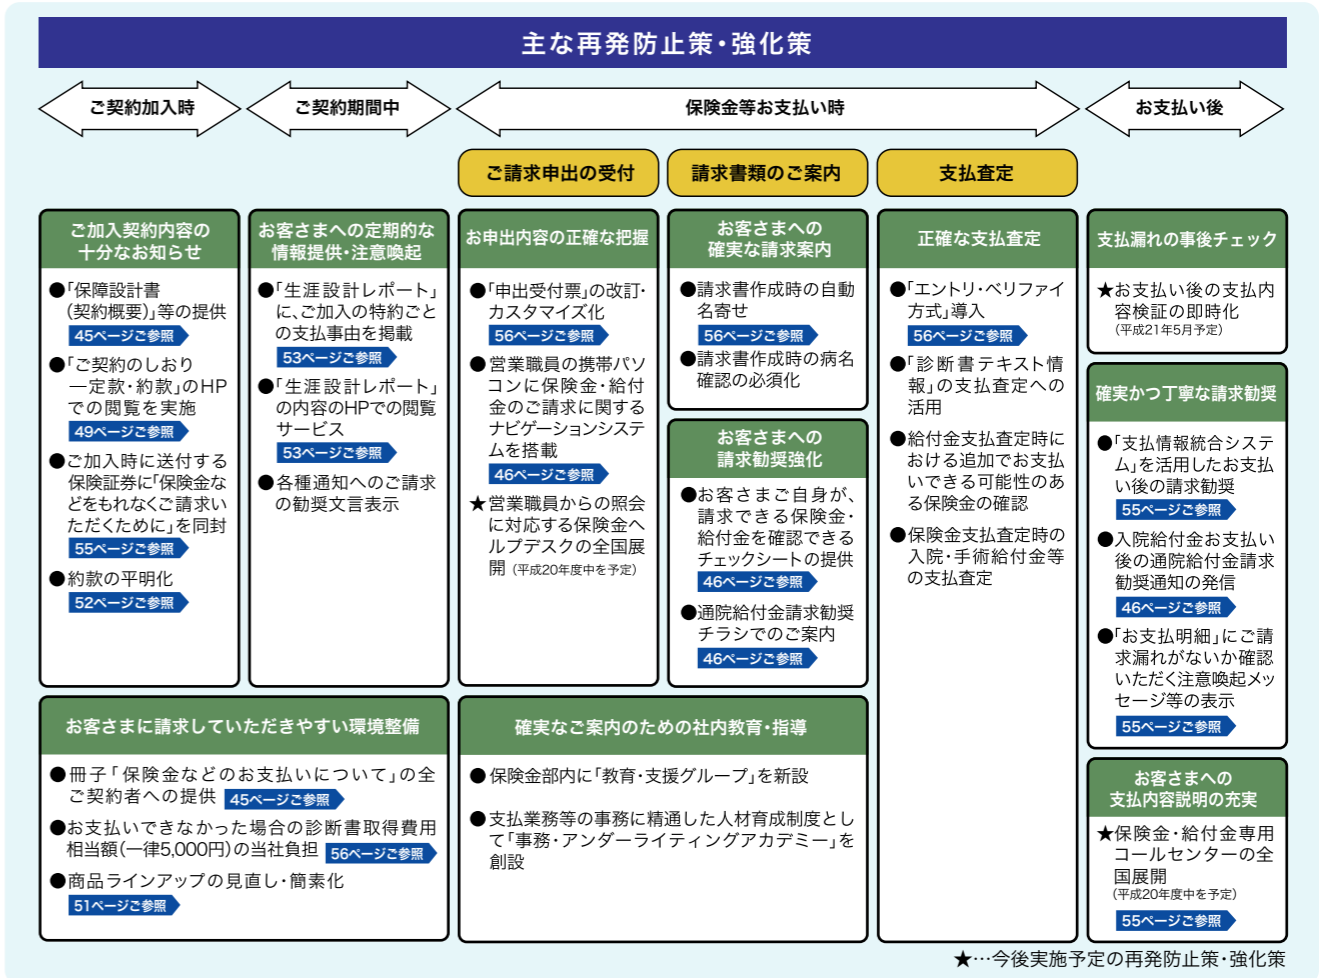 主な再発防止策・強化策
ご契約加入時
ご契約期間中
保険金等お支払い時
お支払い後
ご請求申出の受付
請求書類のご案内
支払査定
ご加入契約内容の
十分なお知らせ
●「保障設計書
（契約概要）」等の提供
45ページご参照
●「ご契約のしおり
―定款・約款」のHP
での閲覧を実施
49ページご参照
●ご加入時に送付する
保険証券に「保険金な
どをもれなくご請求い
ただくために」を同封
55ページご参照
●約款の平明化
52ページご参照
お客さまへの定期的な
情報提供・注意喚起
●「生涯設計レポート」
に、ご加入の特約ごと
の支払事由を掲載
53ページご参照
●「生涯設計レポート」
の内容のHPでの閲覧
サービス
53ページご参照
●各種通知へのご請求
の勧奨文言表示
お申出内容の正確な把握
●「申出受付票」の改訂・
カスタマイズ化
56ページご参照
●営業職員の携帯パソ
コンに保険金・給付
金のご請求に関する
ナビゲーションシステ
ムを搭載
46ページご参照
★営業職員からの照会
に対応する保険金ヘ
ルプデスクの全国展
開（平成20年度中を予定）
お客さまへの
確実な請求案内
●請求書作成時の自動
名寄せ
56ページご参照
●請求書作成時の病名
確認の必須化
お客さまへの
請求勧奨強化
●お客さまご自身が、
請求できる保険金・
給付金を確認できる
チェックシートの提供
46ページご参照
●通院給付金請求勧奨
チラシでのご案内
46ページご参照
正確な支払査定
●「エントリ・ベリファイ
方式」導入
56ページご参照
●「診断書テキスト情
報」の支払査定への
活用
●給付金支払査定時に
おける追加でお支払
いできる可能性のあ
る保険金の確認
●保険金支払査定時の
入院・手術給付金等
の支払査定
支払漏れの事後チェック
★お支払い後の支払内
容検証の即時化
（平成21年5月予定）
確実かつ丁寧な請求勧奨
●「支払情報統合システ
ム」を活用したお支払
い後の請求勧奨
55ページご参照
●入院給付金お支払い
後の通院給付金請求
勧奨通知の発信
46ページご参照
●「お支払明細」にご請
求漏れがないか確認
いただく注意喚起メッ
セージ等の表示
55ページご参照
お客さまへの
支払内容説明の充実
★保険金・給付金専用
コールセンターの全
国展開
（平成20年度中を予定）
55ページご参照
お客さまに請求していただきやすい環境整備
●冊子「保険金などのお支払いについて」の全
ご契約者への提供 45ページご参照
●お支払いできなかった場合の診断書取得費用
相当額（一律5,000円）の当社負担 56ページご参照
●商品ラインアップの見直し・簡素化
51ページご参照
確実なご案内のための社内教育・指導
●保険金部内に「教育・支援グループ」を新設
●支払業務等の事務に精通した人材育成制度とし
て「事務・アンダーライティングアカデミー」を
創設
★…今後実施予定の再発防止策・強化策